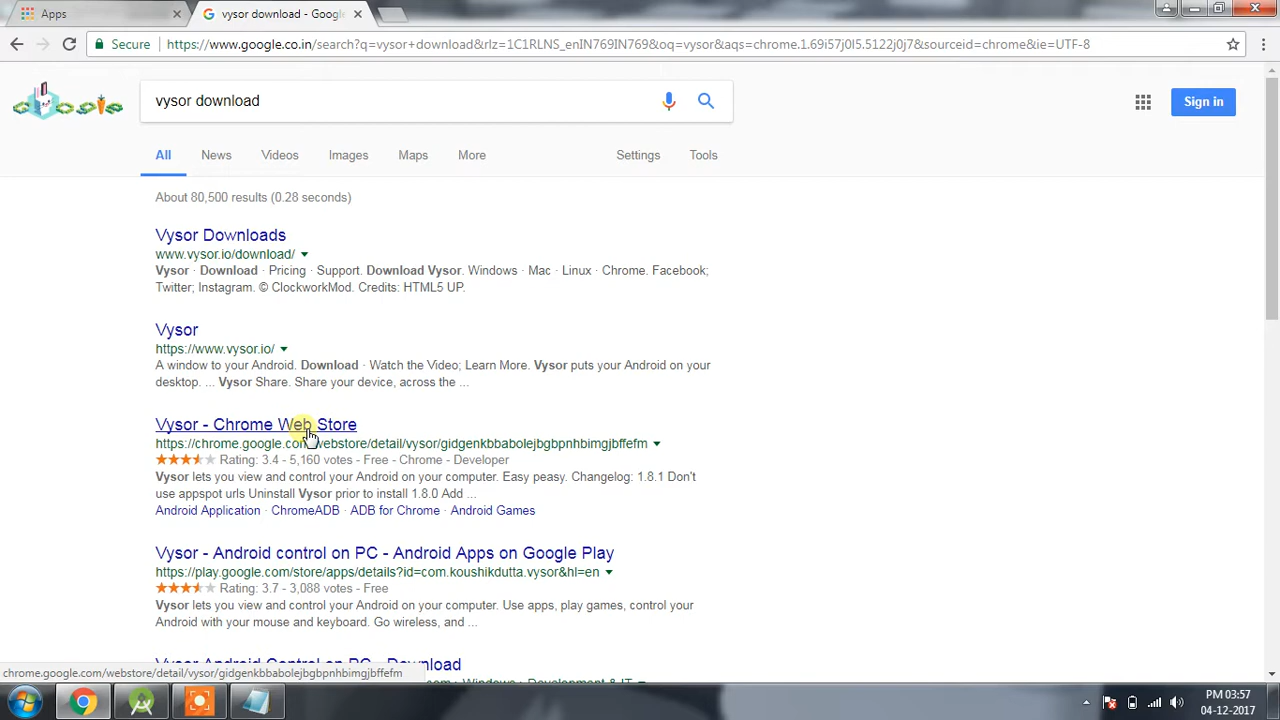 Apps
vysor download - Goog
Secure
https://www.google.co.in/search?q=vysor+download&rlz=1C1RLNS_enIN769IN769&oq=vysor&aqs=chrome.1.69i57j0l5.5122j0j7&sourceid=chrome&ie=UTF-8
vysor download
Sign in
All News Videos Images Maps More Settings Tools
About 80,500 results (0.28 seconds)
Vysor Downloads
www.vysor.io/download/
Vysor · Download · Pricing · Support. Download Vysor. Windows · Mac · Linux · Chrome. Facebook;
Twitter; Instagram. © ClockworkMod. Credits: HTML5 UP.
Vysor
https://www.vysor.io/
A window to your Android. Download · Watch the Video; Learn More. Vysor puts your Android on your
desktop. ... Vysor Share. Share your device, across the ...
Vysor - Chrome Web Store
https://chrome.google.com/webstore/detail/vysor/gidgenkbbabolejbgbpnhbimgjbffefm
Rating: 3.4 - 5,160 votes - Free - Chrome - Developer
Vysor lets you view and control your Android on your computer. Easy peasy. Changelog: 1.8.1 Don't
use appspot urls Uninstall Vysor prior to install 1.8.0 Add ...
Android Application · ChromeADB · ADB for Chrome · Android Games
Vysor - Android control on PC - Android Apps on Google Play
https://play.google.com/store/apps/details?id=com.koushikdutta.vysor&hl=en
Rating: 3.7 - 3,088 votes - Free
Vysor lets you view and control your Android on your computer. Use apps, play games, control your
Android with your mouse and keyboard. Go wireless, and ...
Vysor Android Control on PC - Download
chrome.google.com/webstore/detail/vysor/gidgenkbbabolejbgbpnhbimgjbffefm
Windows Development & IT
PM 03:57
04-12-2017